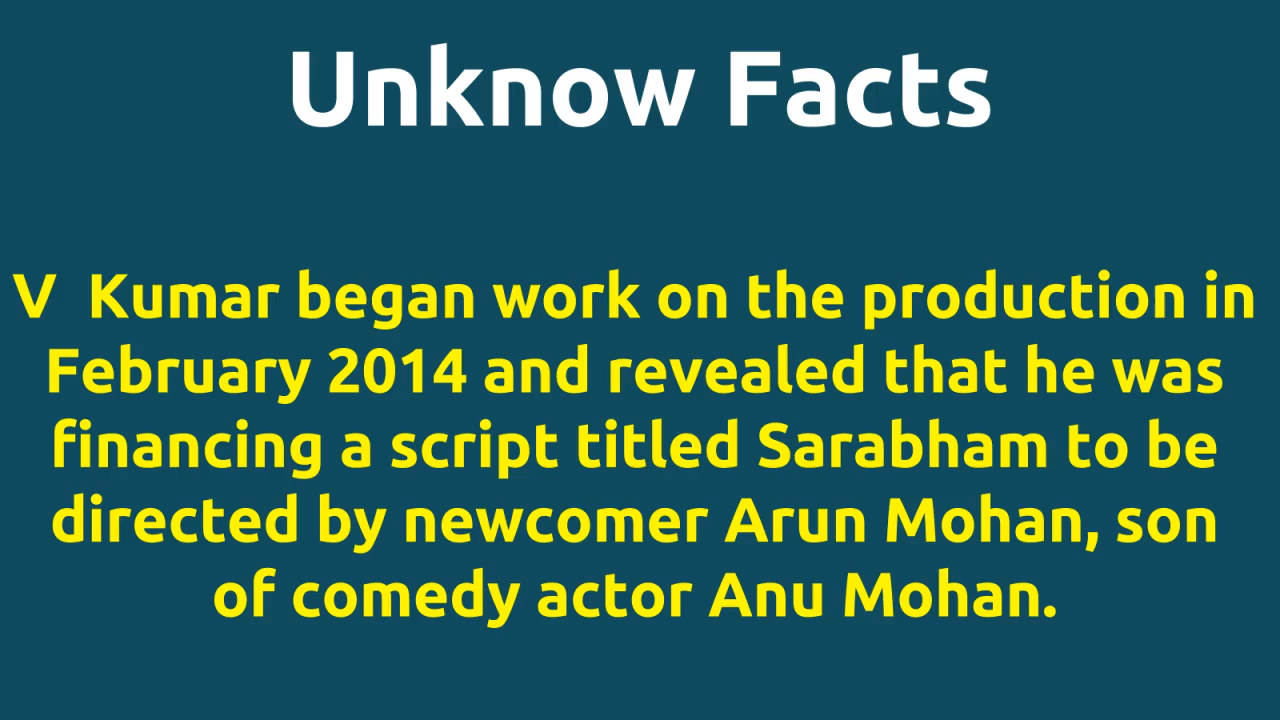 Unknow Facts
V Kumar began work on the production in
February 2014 and revealed that he was
financing a script titled Sarabham to be
directed by newcomer Arun Mohan, son
of comedy actor Anu Mohan.